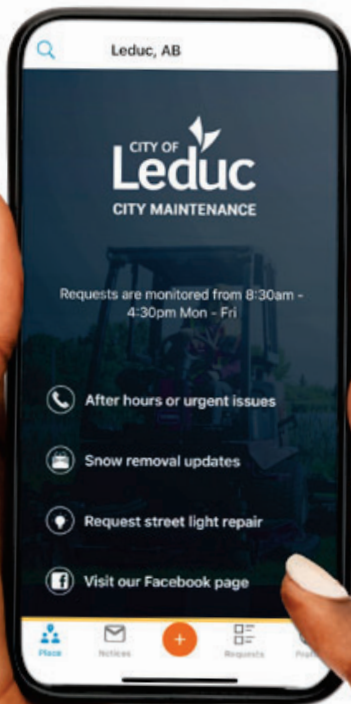 Leduc, AB
CITY OF
Leduc
CITY MAINTENANCE
Requests are monitored from 8:30am -
4:30pm Mon - Fri
After hours or urgent issues
Snow removal updates
Request street light repair
Visit our Facebook page
Place
Notices
Requests